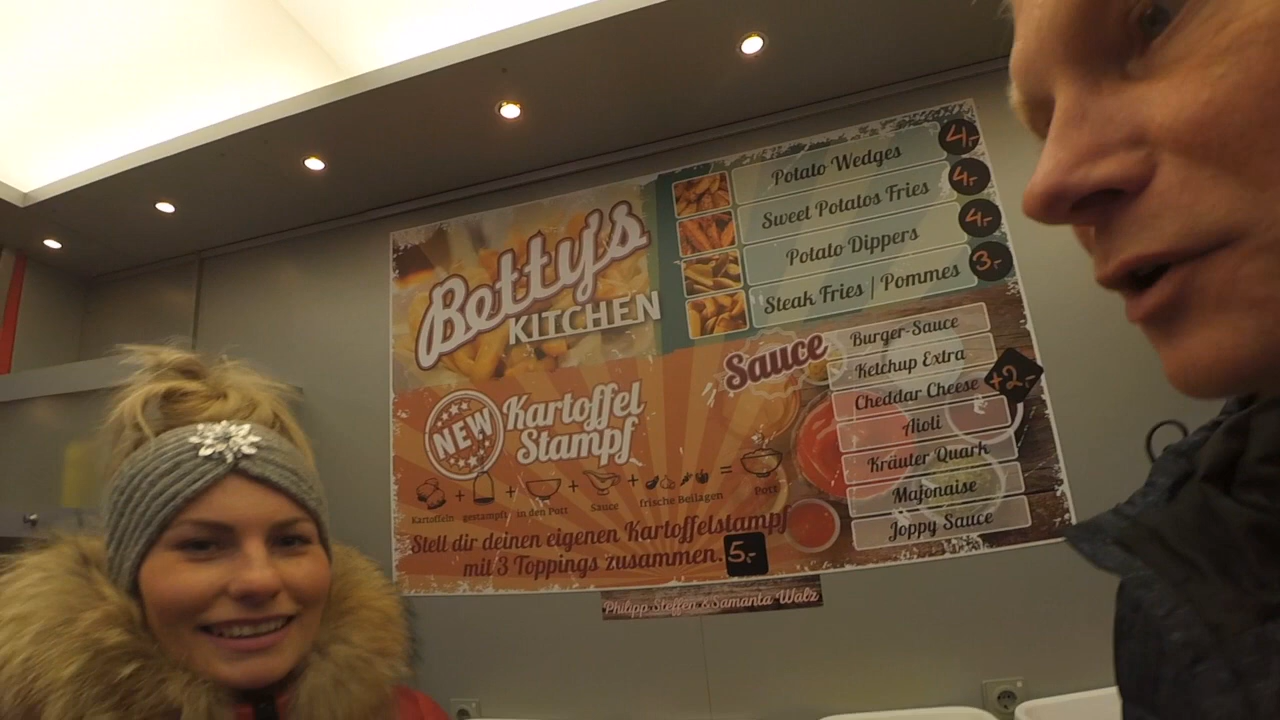 Betty's
KITCHEN
Potato Wedges 4,-
Sweet Potatos Fries 4,-
Potato Dippers 4,-
Steak Fries | Pommes 3,-
Sauce
Burger-Sauce
Ketchup Extra
Cheddar Cheese +2,-
Aioli
Kräuter Quark
Majonaise
Joppy Sauce
NEW
Kartoffel
Stampf
+ + + + =
Kartoffeln gestampft in den Pott Sauce frische Beilagen Pott
Stell dir deinen eigenen Kartoffelstampf
mit 3 Toppings zusammen. 5,-
Philipp Steffen & Samanta Walz